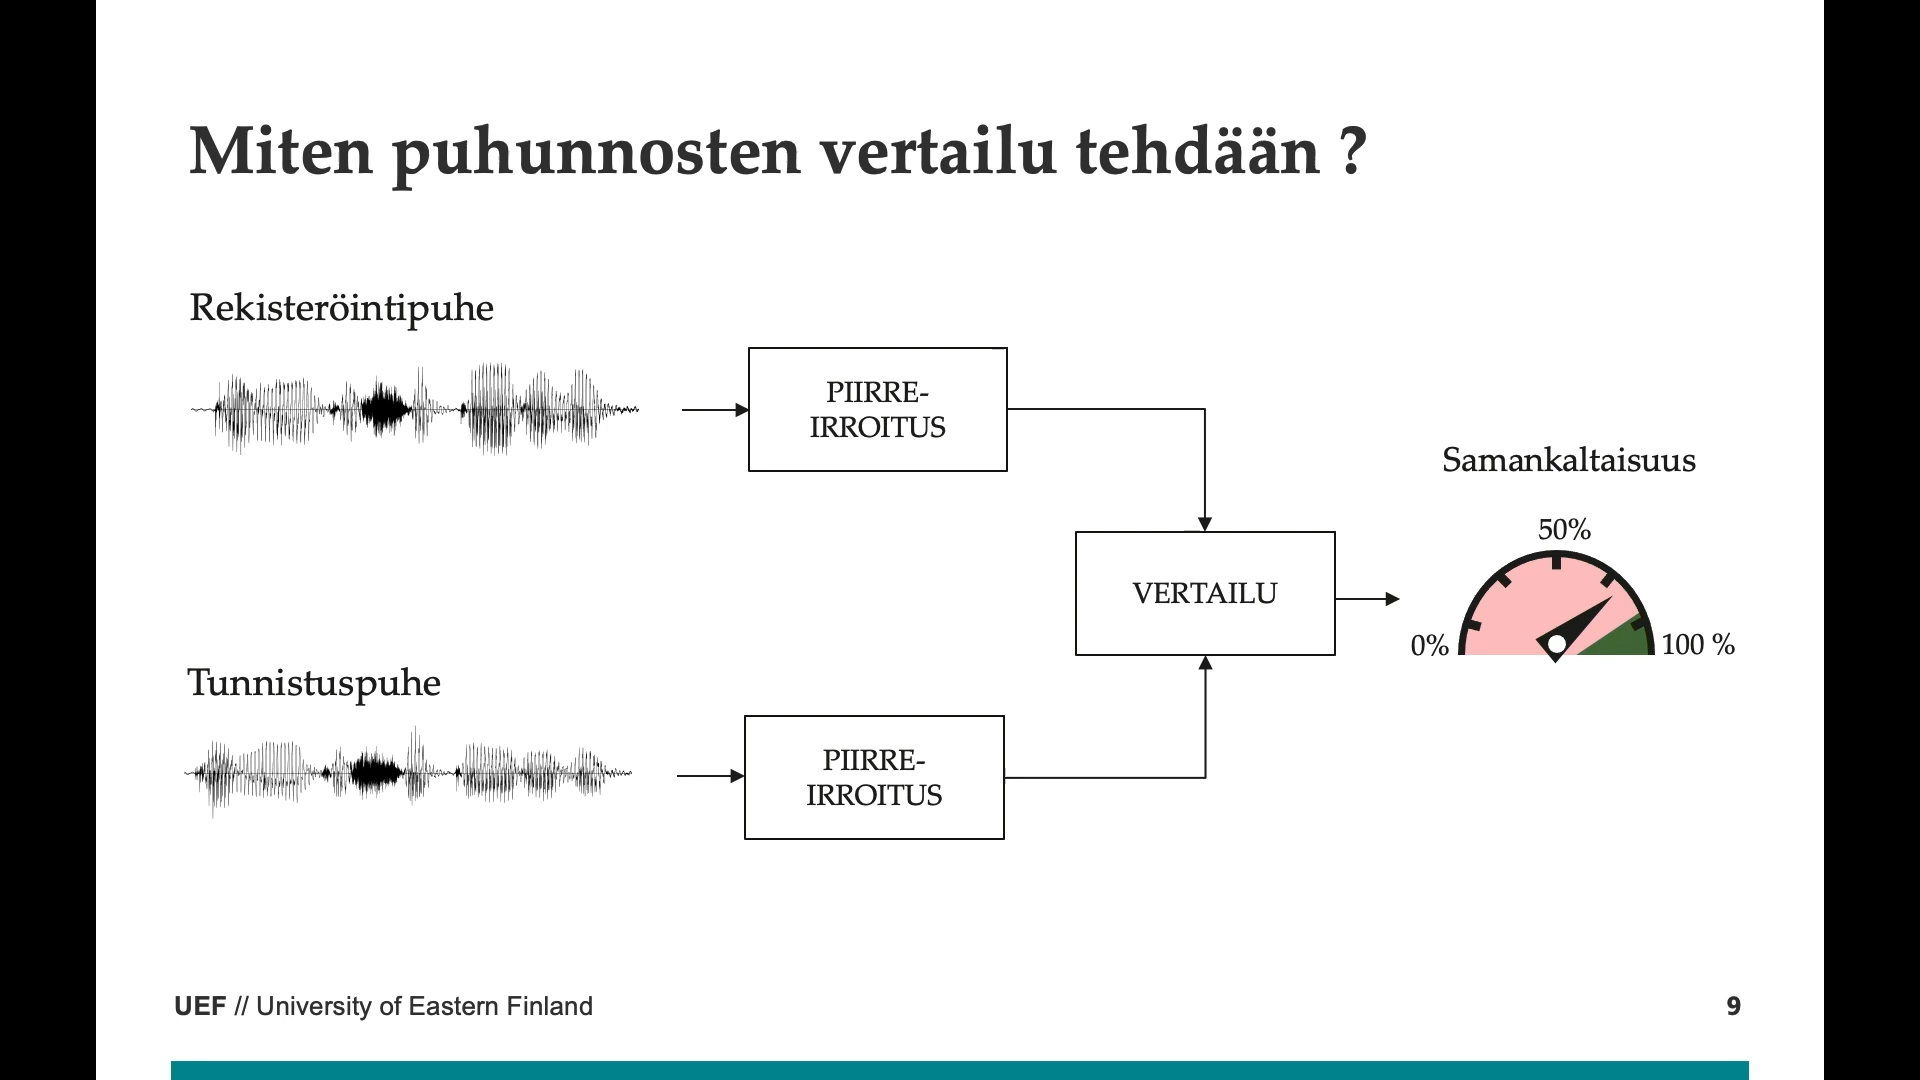 Miten puhunnosten vertailu tehdään ?
Rekisteröintipuhe
PIIRRE-
IRROITUS
Samankaltaisuus
50%
VERTAILU
0%
100 %
Tunnistuspuhe
PIIRRE-
IRROITUS
UEF // University of Eastern Finland
9